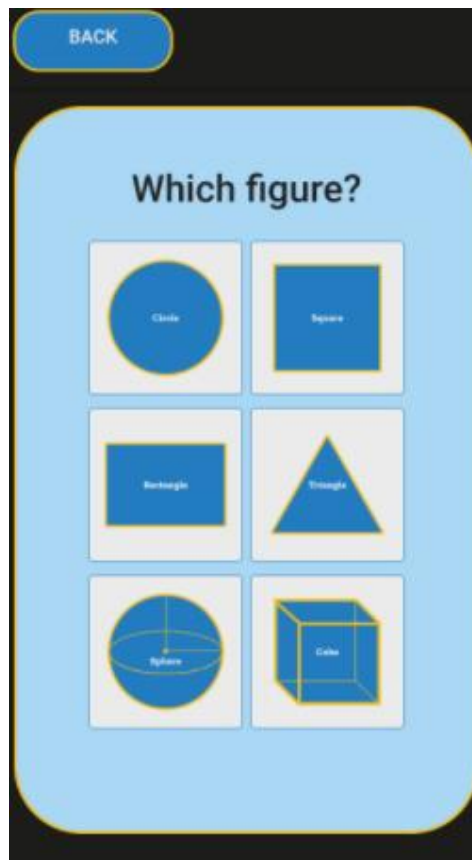 BACK
Which figure?
Circle
Square
Rectangle
Triangle
Sphere
Cube